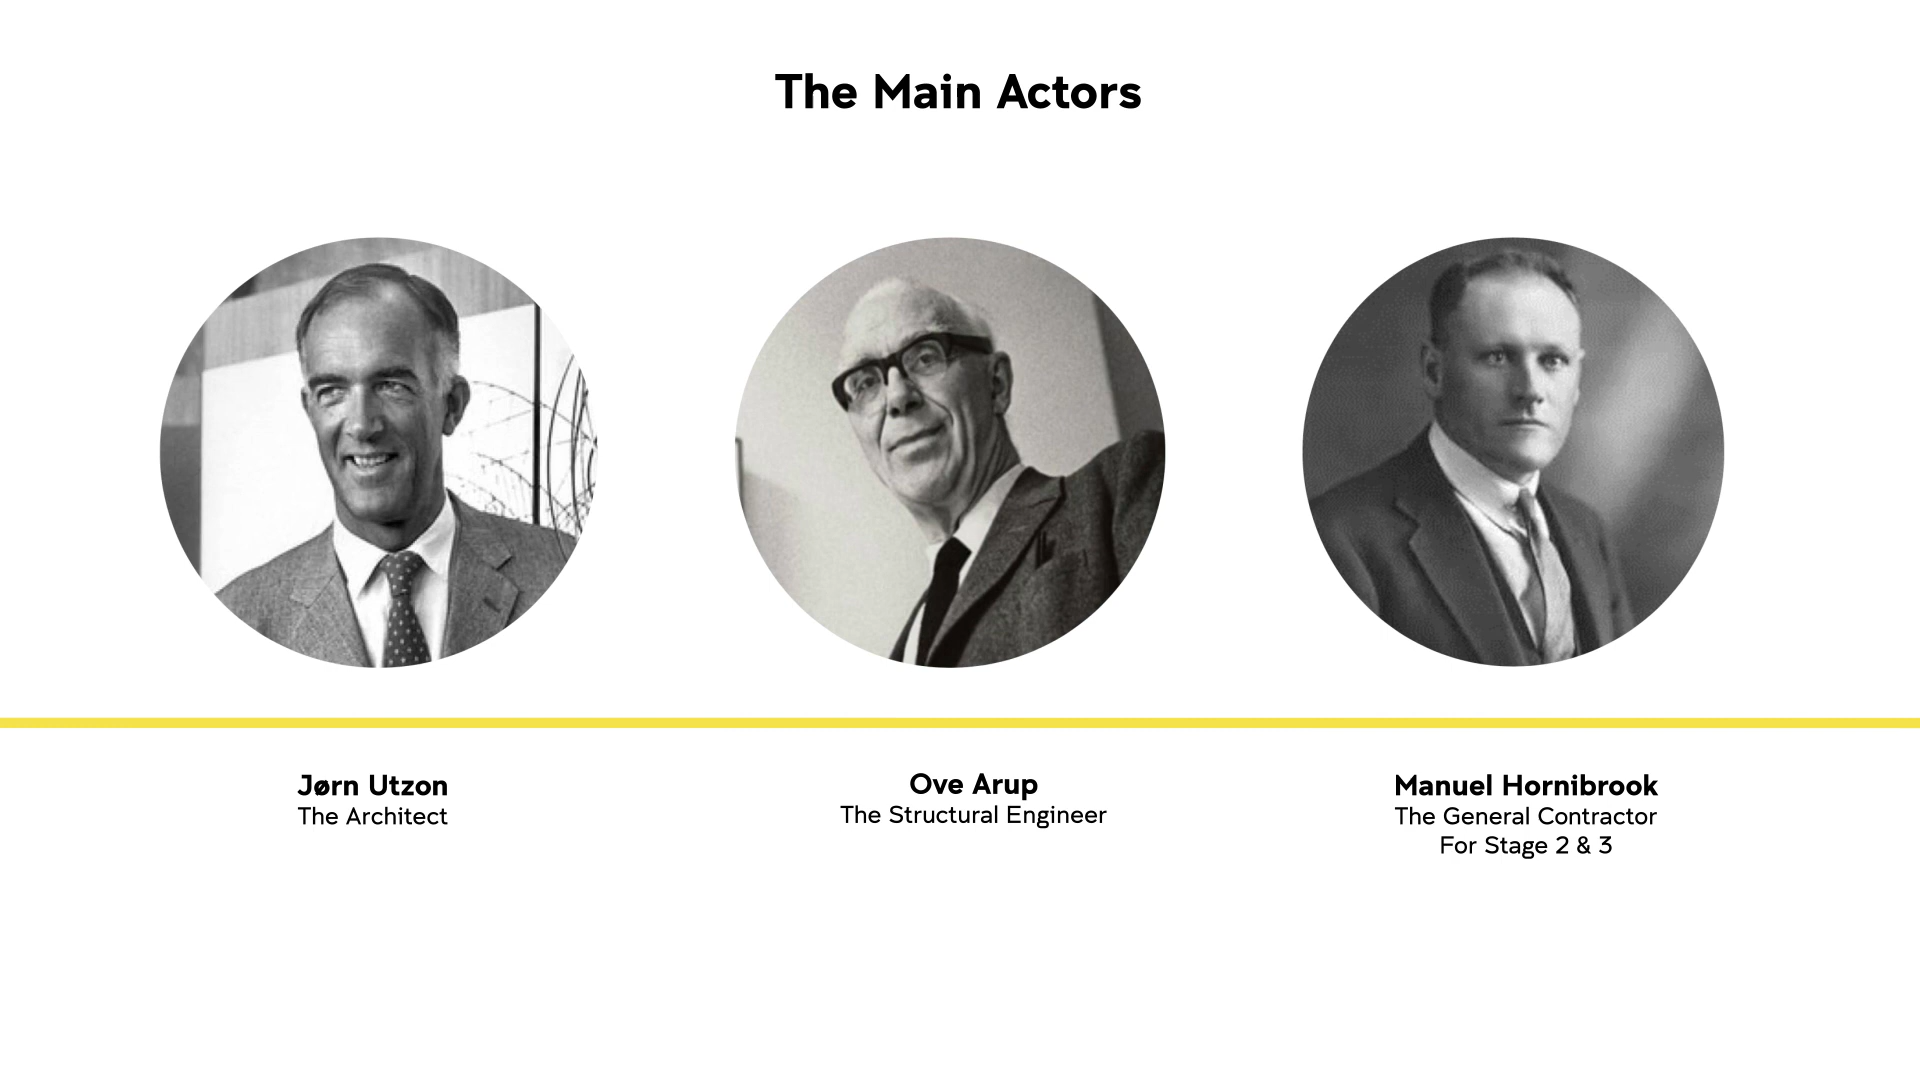 The Main Actors
Jørn Utzon
The Architect
Ove Arup
The Structural Engineer
Manuel Hornibrook
The General Contractor
For Stage 2 & 3